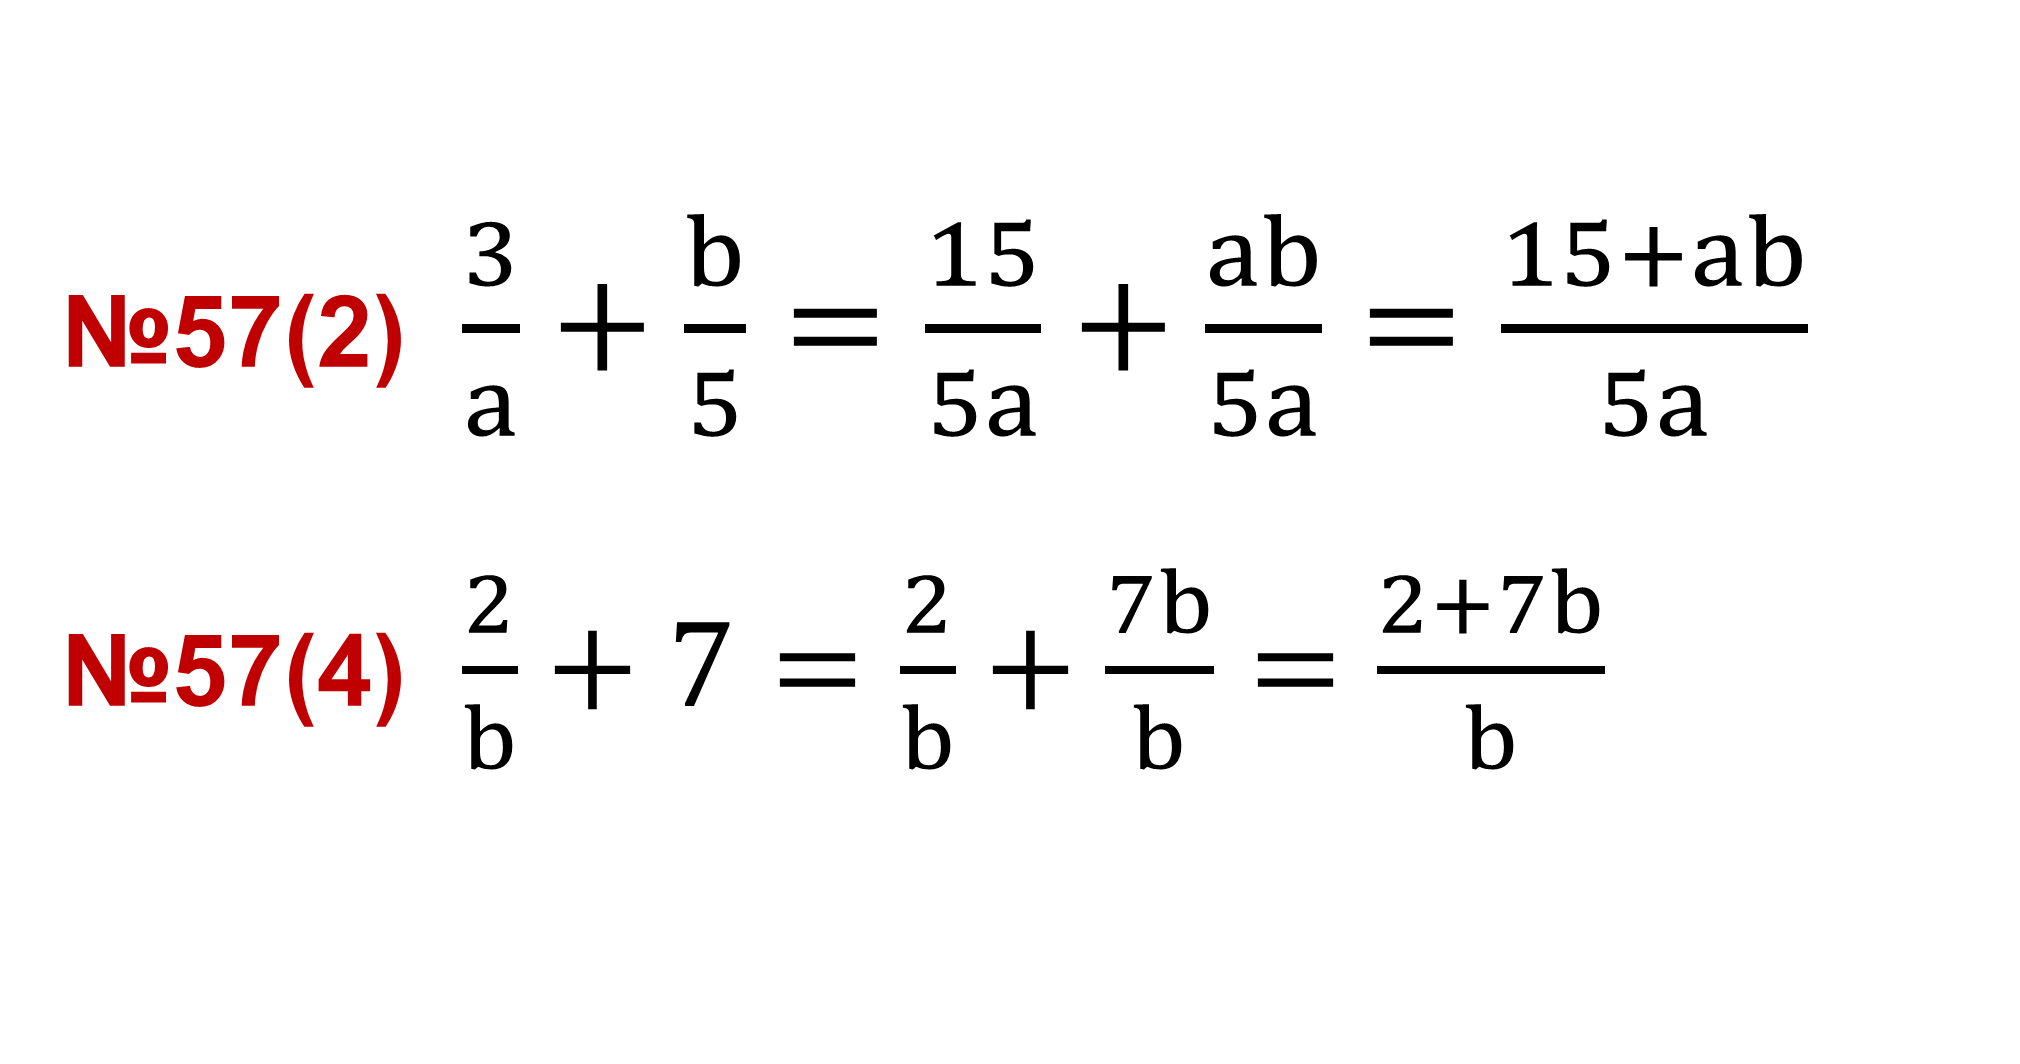 №57(2) 3/a + b/5 = 15/5a + ab/5a = 15+ab/5a
№57(4) 2/b + 7 = 2/b + 7b/b = 2+7b/b